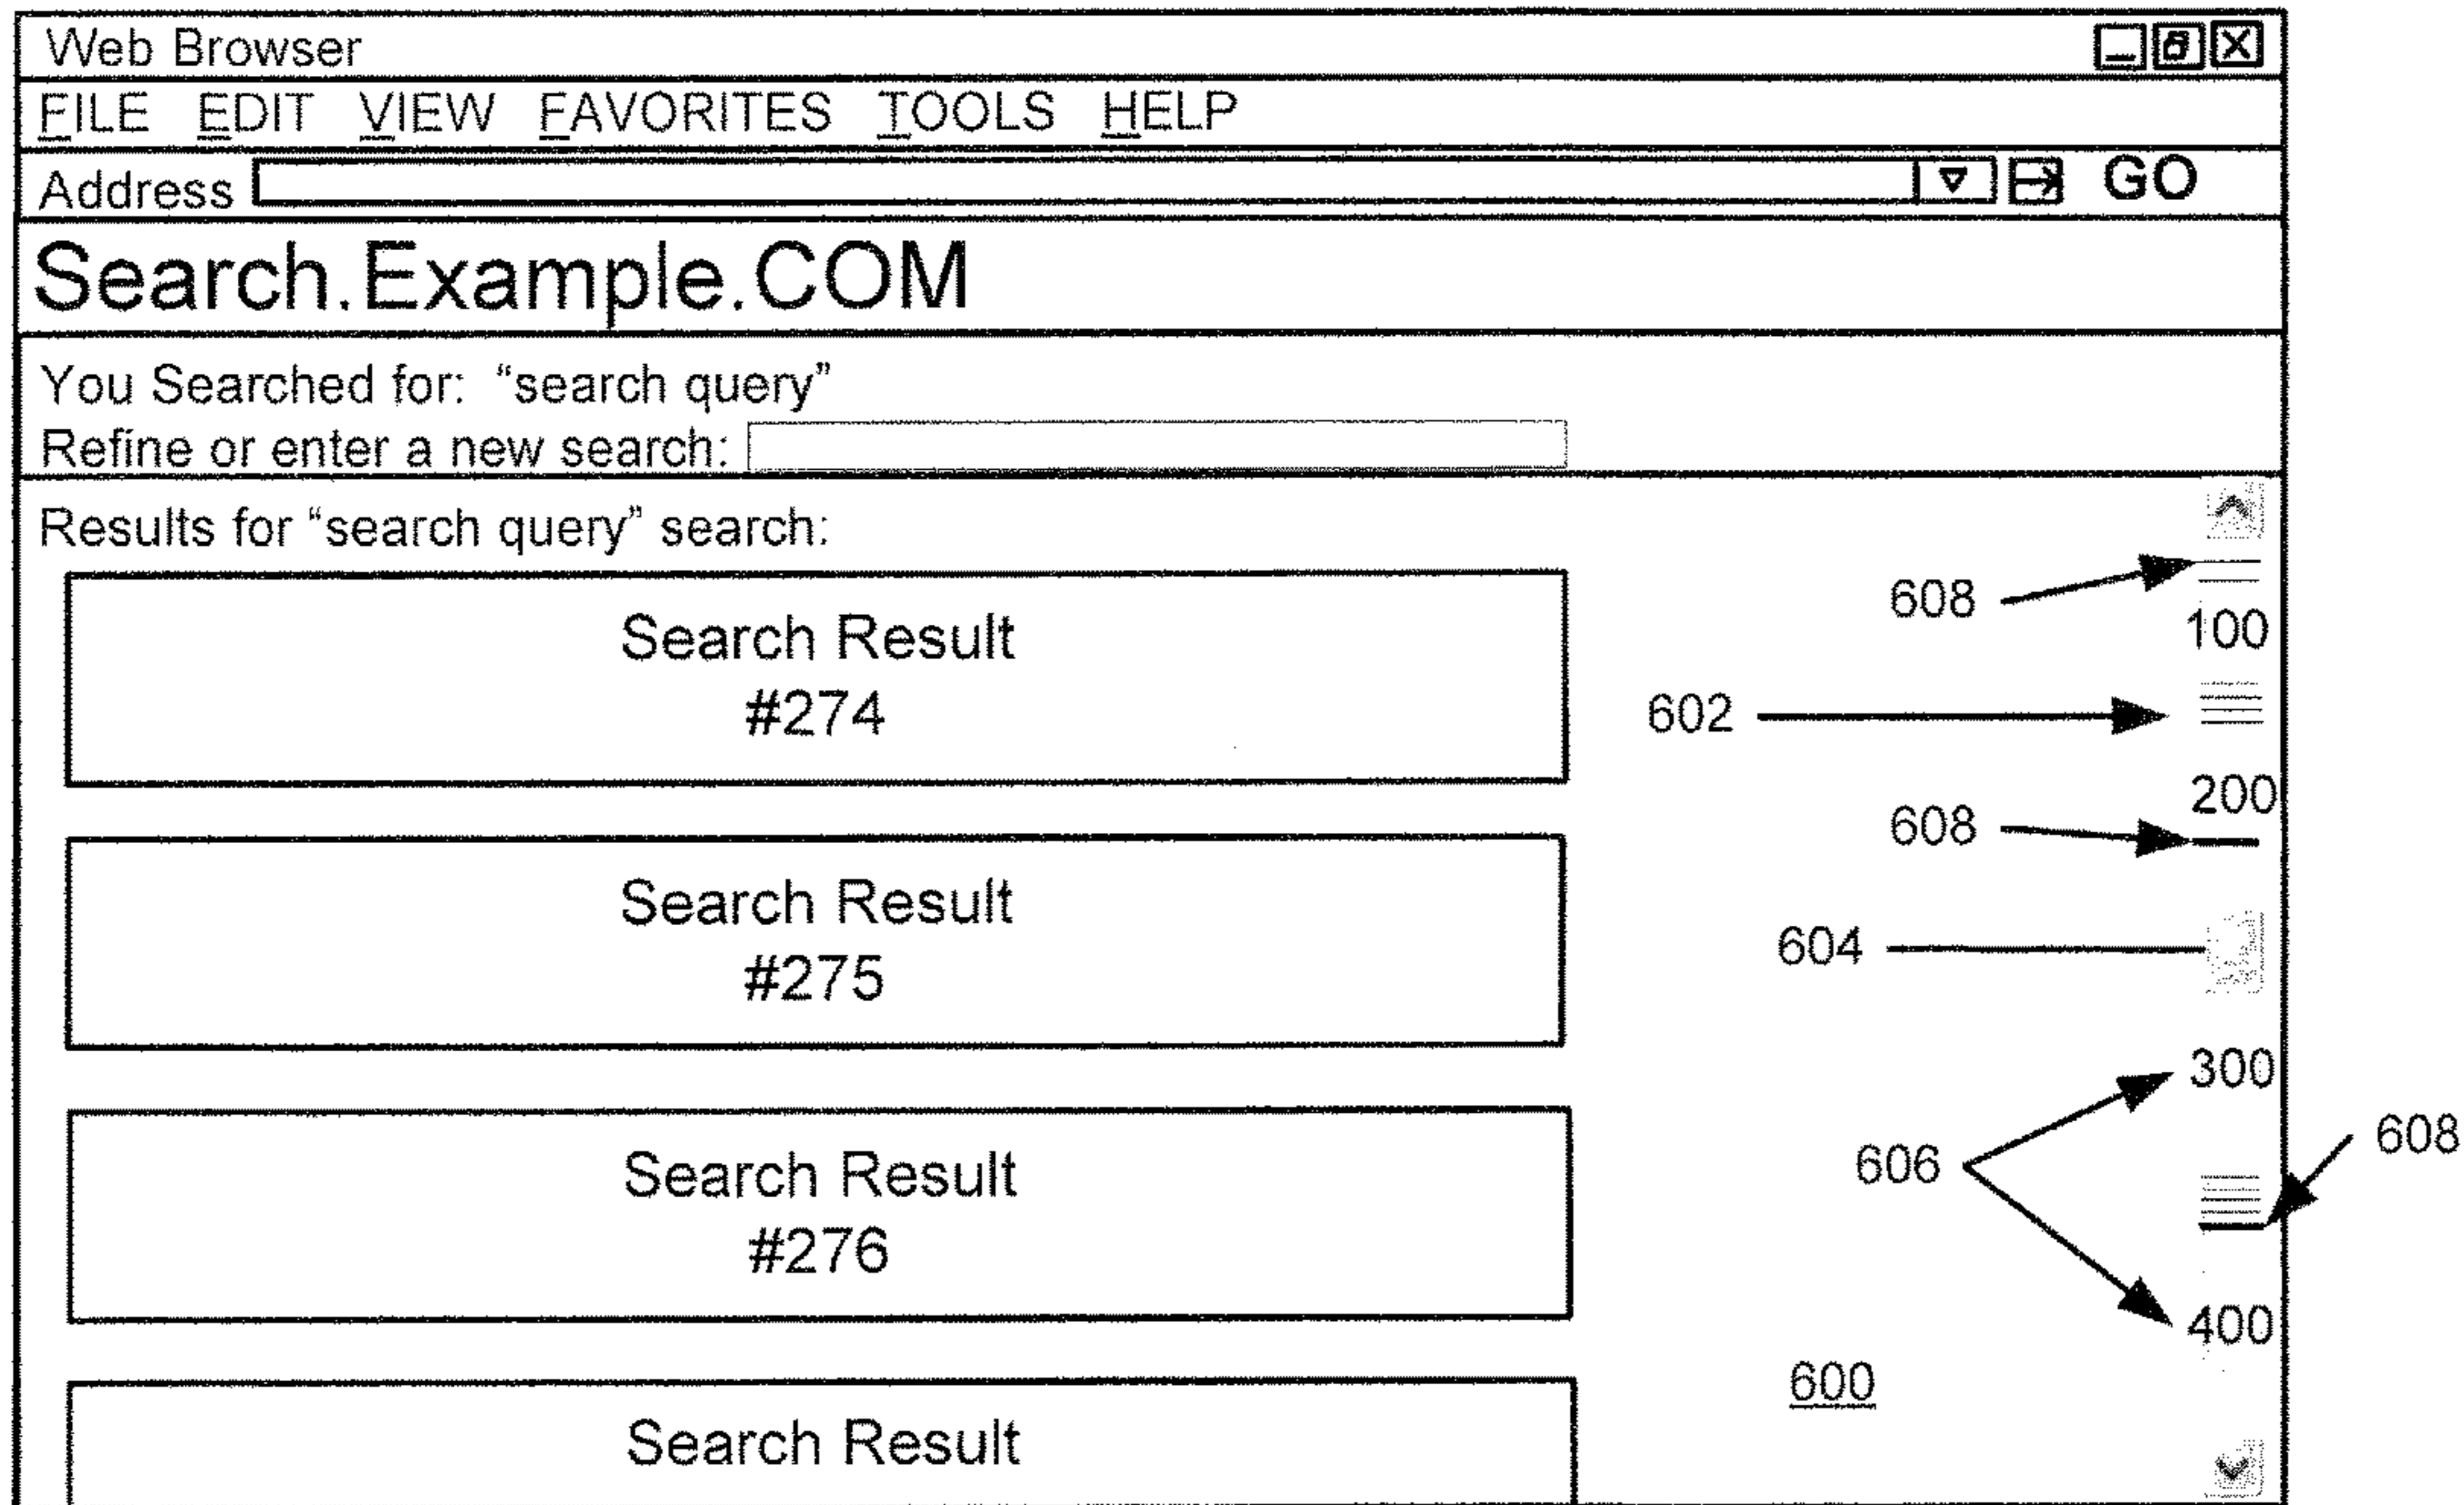 Web Browser
FILE EDIT VIEW FAVORITES TOOLS HELP
Address GO
Search.Example.COM
You Searched for: “search query”
Refine or enter a new search:
Results for “search query” search:
Search Result
#274
Search Result
#275
Search Result
#276
Search Result
608
100
602
200
608
604
300
606
608
400
600